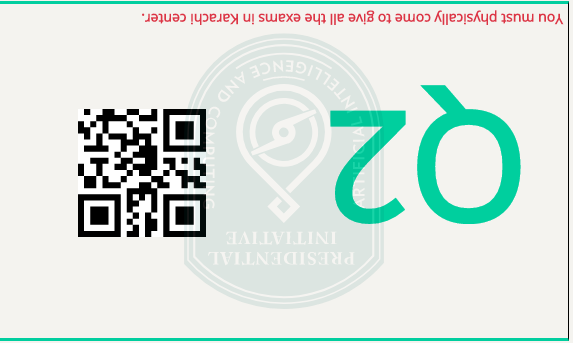 You must physically come to give all the exams in Karachi center.
Q2
PRESIDENTIAL
INITIATIVE
ARTIFICIAL INTELLIGENCE AND COMPUTING